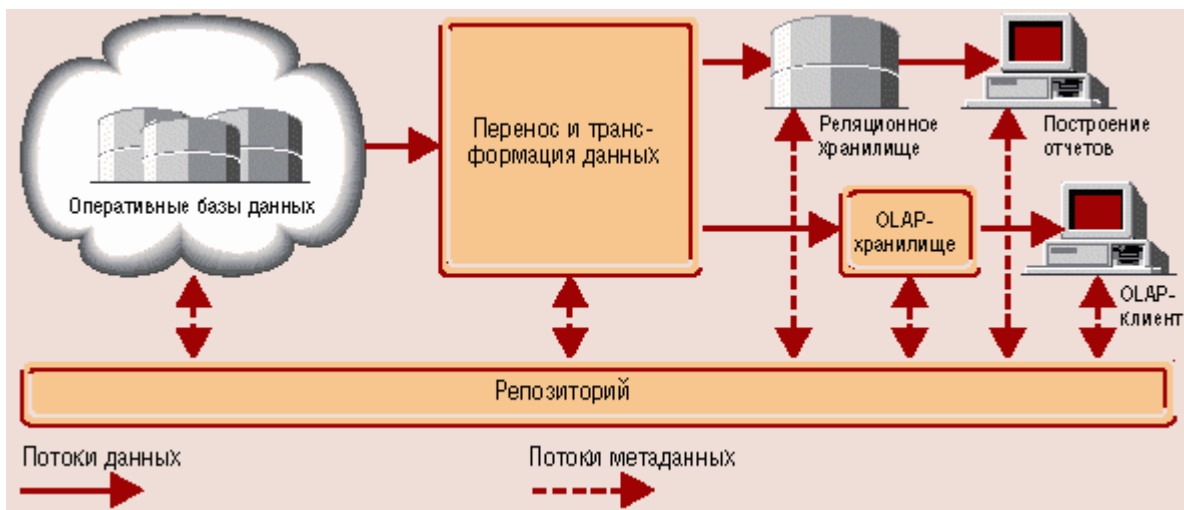 Оперативные базы данных
Перенос и транс-
формация данных
Реляционное
хранилище
Построение
отчетов
OLAP-
хранилище
OLAP-
клиент
Репозиторий
Потоки данных
Потоки метаданных